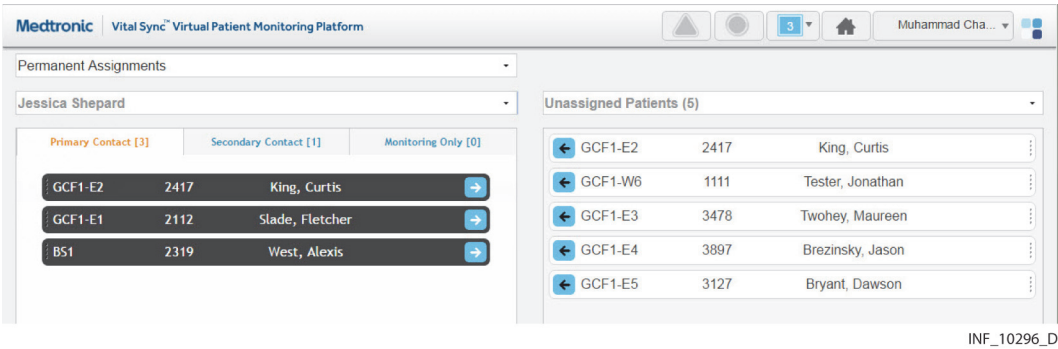 Medtronic Vital Sync™ Virtual Patient Monitoring Platform 3 Muhammad Cha...
Permanent Assignments
Jessica Shepard
Primary Contact [3] Secondary Contact [1] Monitoring Only [0]
GCF1-E2 2417 King, Curtis
GCF1-E1 2112 Slade, Fletcher
BS1 2319 West, Alexis
Unassigned Patients (5)
GCF1-E2 2417 King, Curtis
GCF1-W6 1111 Tester, Jonathan
GCF1-E3 3478 Twohey, Maureen
GCF1-E4 3897 Brezinsky, Jason
GCF1-E5 3127 Bryant, Dawson
INF_10296_D